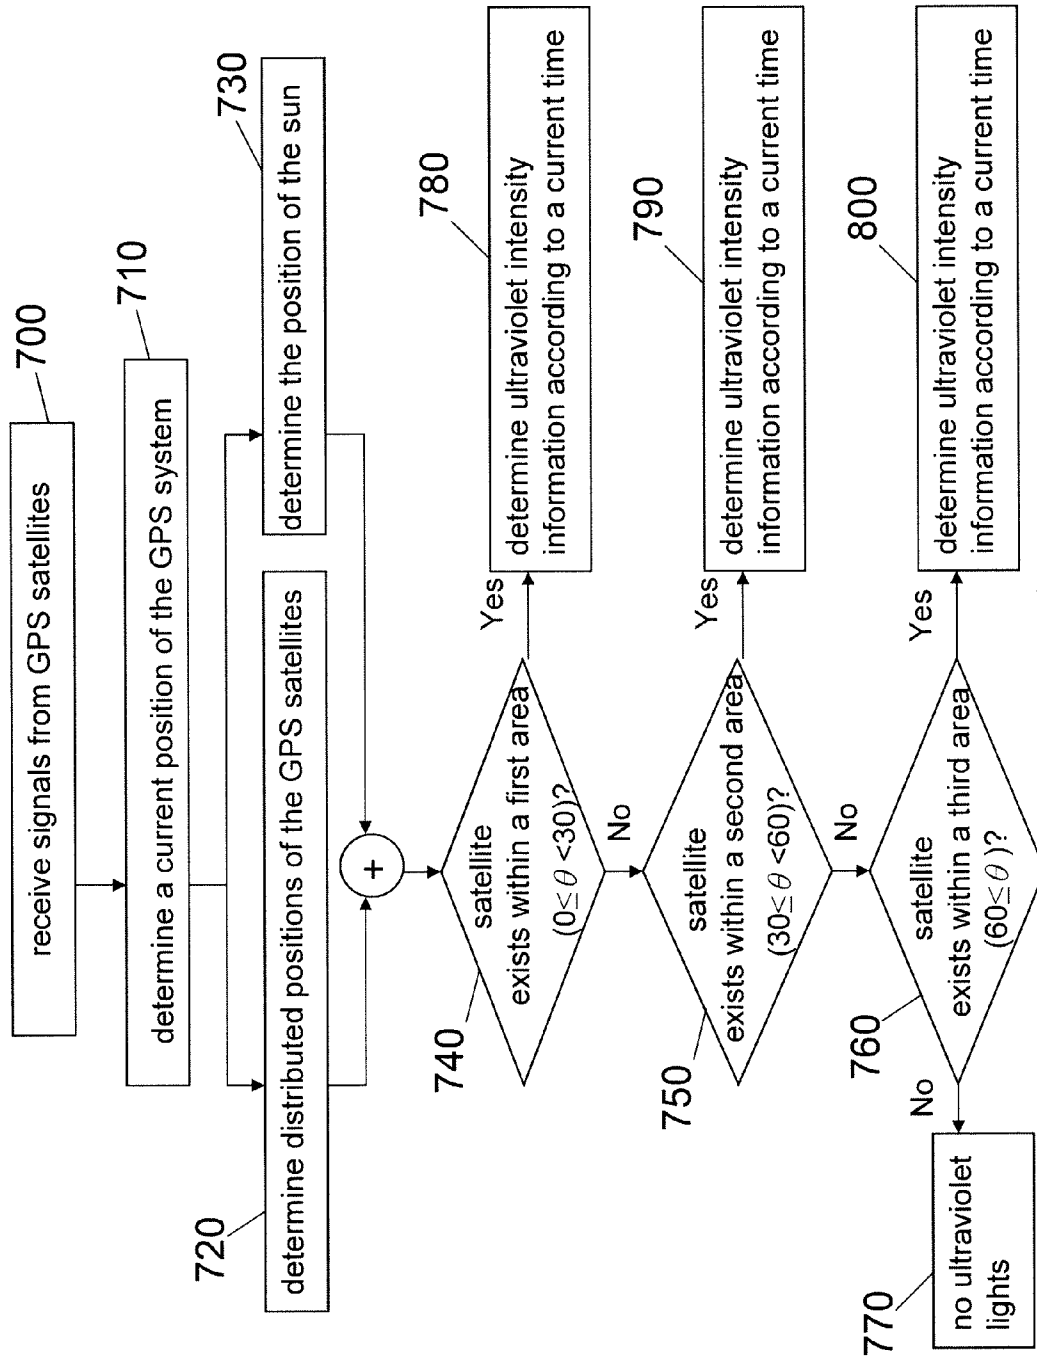 700
receive signals from GPS satellites
710
determine a current position of the GPS system
720
determine distributed positions of the GPS satellites
730
determine the position of the sun
+
740
satellite
exists within a first area
(0≤θ<30)?
Yes
780
determine ultraviolet intensity
information according to a current time
No
750
satellite
exists within a second area
(30≤θ<60)?
Yes
790
determine ultraviolet intensity
information according to a current time
No
760
satellite
exists within a third area
(60≤θ)?
Yes
800
determine ultraviolet intensity
information according to a current time
No
770
no ultraviolet
lights